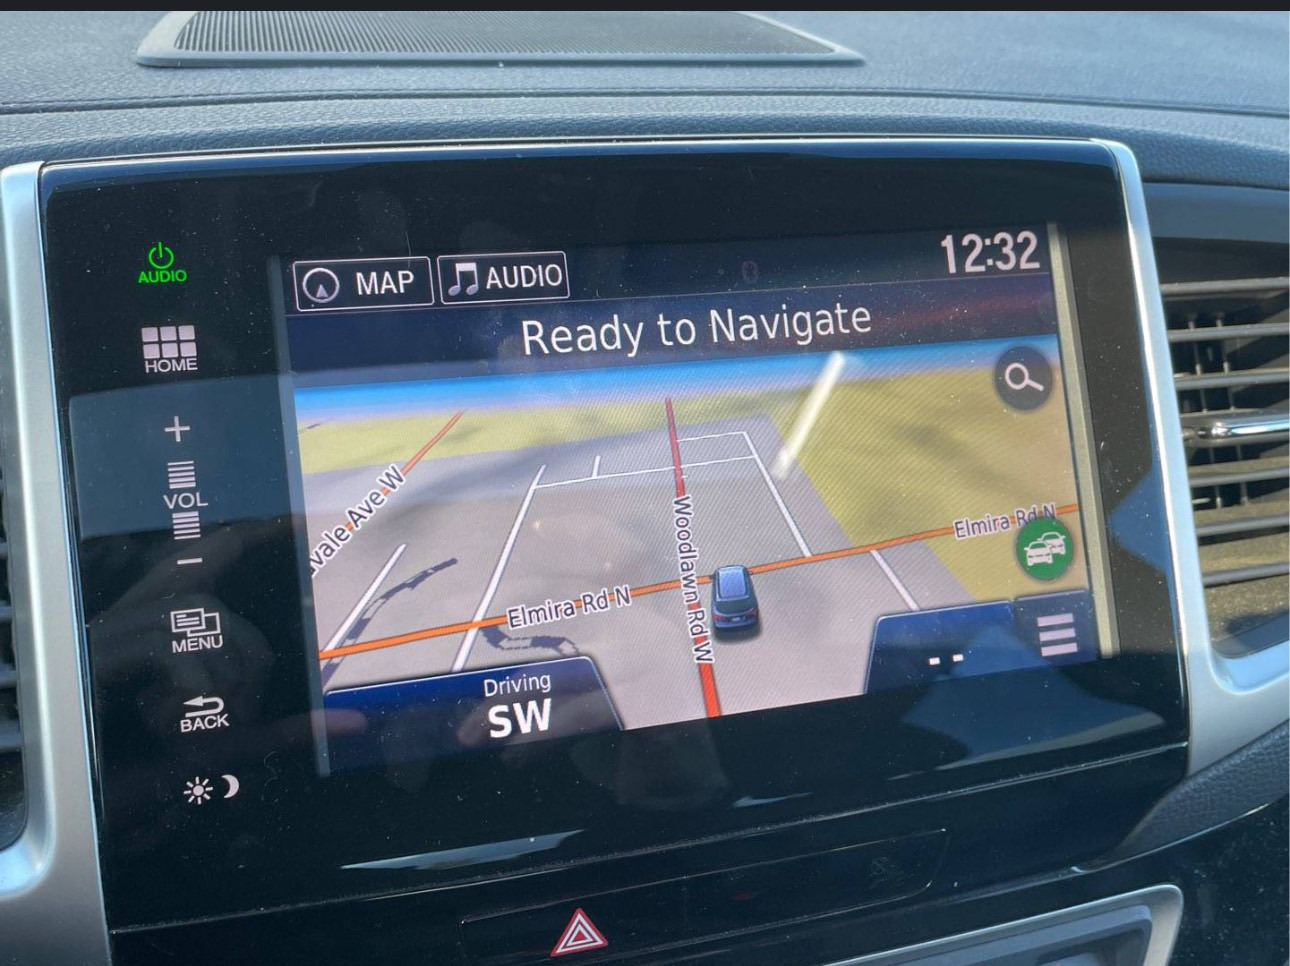 AUDIO
MAP
AUDIO
12:32
Ready to Navigate
HOME
+
VOL
-
MENU
BACK
vale Ave W
Woodlawn Rd W
Elmira Rd N
Elmira Rd N
Driving
SW
--